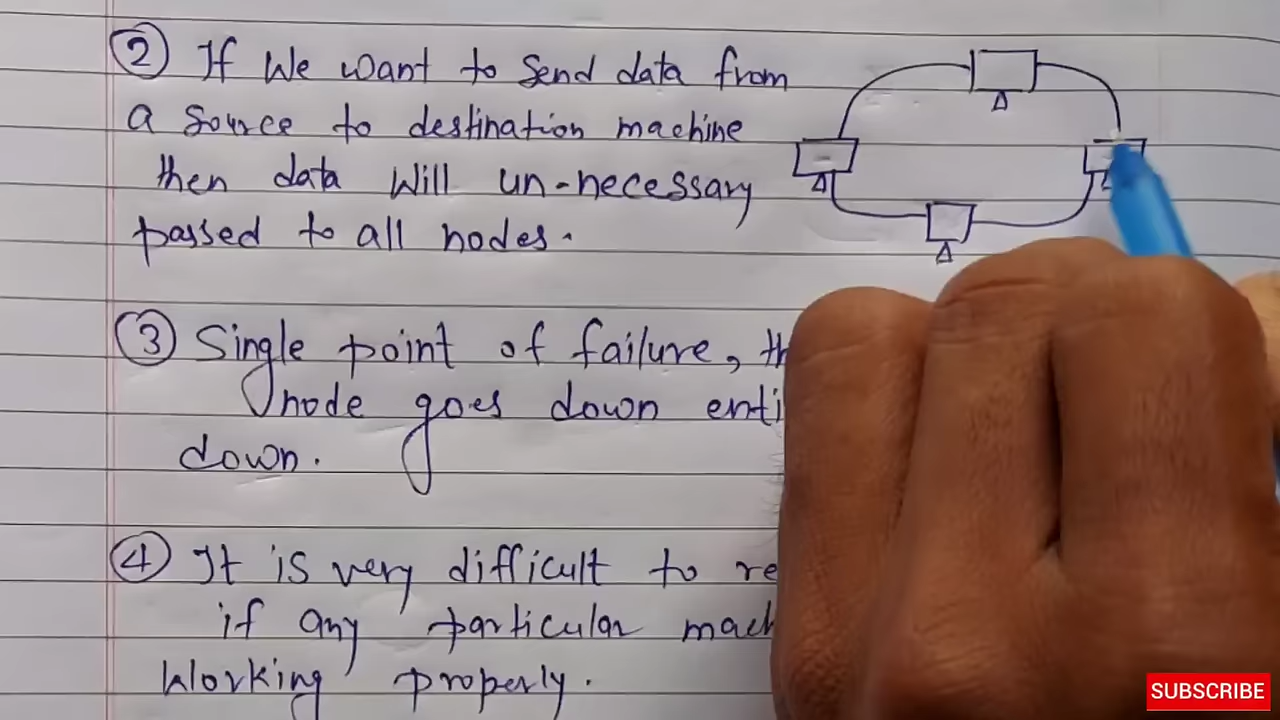 ② If We want to send data from
a source to destination machine
then data will un-necessary
passed to all nodes.
③ Single point of failure,
node goes down
down.
④ It is very difficult to
if any particular
Working properly.
SUBSCRIBE